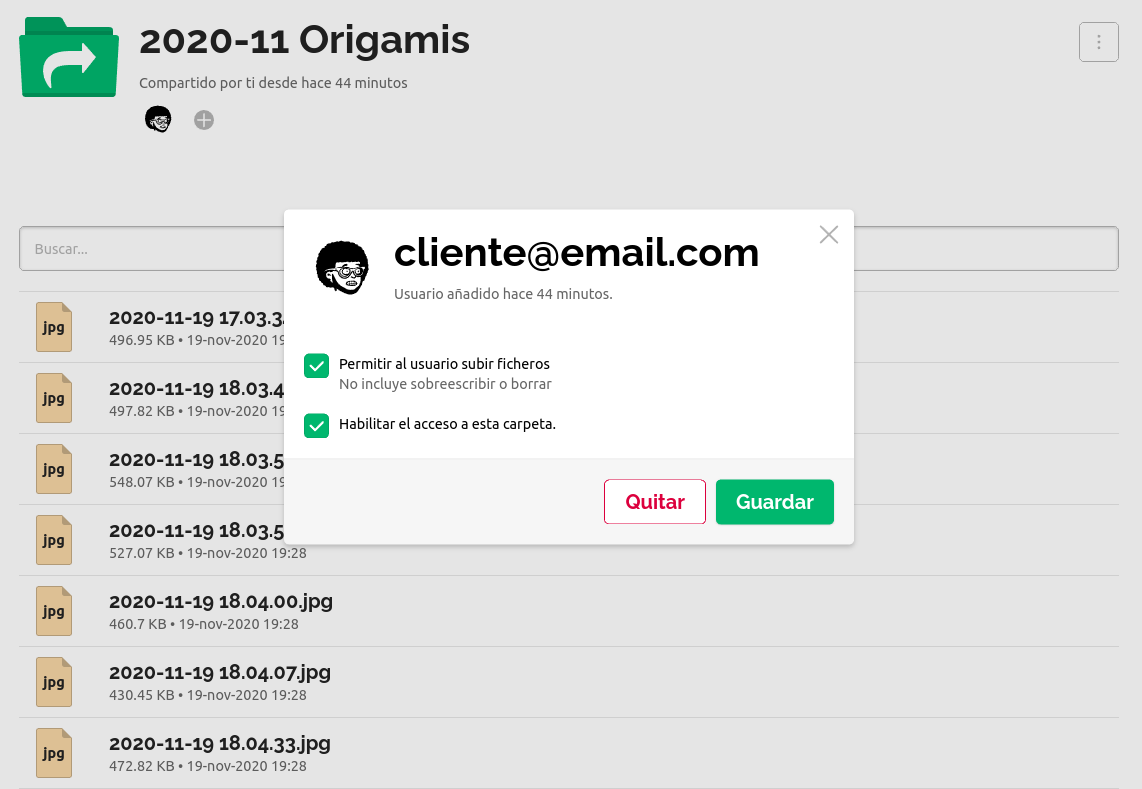 2020-11 Origamis
Compartido por ti desde hace 44 minutos
Buscar...
cliente@email.com
Usuario añadido hace 44 minutos.
Permitir al usuario subir ficheros
No incluye sobreescribir o borrar
Habilitar el acceso a esta carpeta.
Quitar
Guardar
jpg
2020-11-19 17.03.3
496.95 KB • 19-nov-2020 19
jpg
2020-11-19 18.03.4
497.82 KB • 19-nov-2020 19
jpg
2020-11-19 18.03.5
548.07 KB • 19-nov-2020 19
jpg
2020-11-19 18.03.5
527.07 KB • 19-nov-2020 19:28
jpg
2020-11-19 18.04.00.jpg
460.7 KB • 19-nov-2020 19:28
jpg
2020-11-19 18.04.07.jpg
430.45 KB • 19-nov-2020 19:28
jpg
2020-11-19 18.04.33.jpg
472.82 KB • 19-nov-2020 19:28